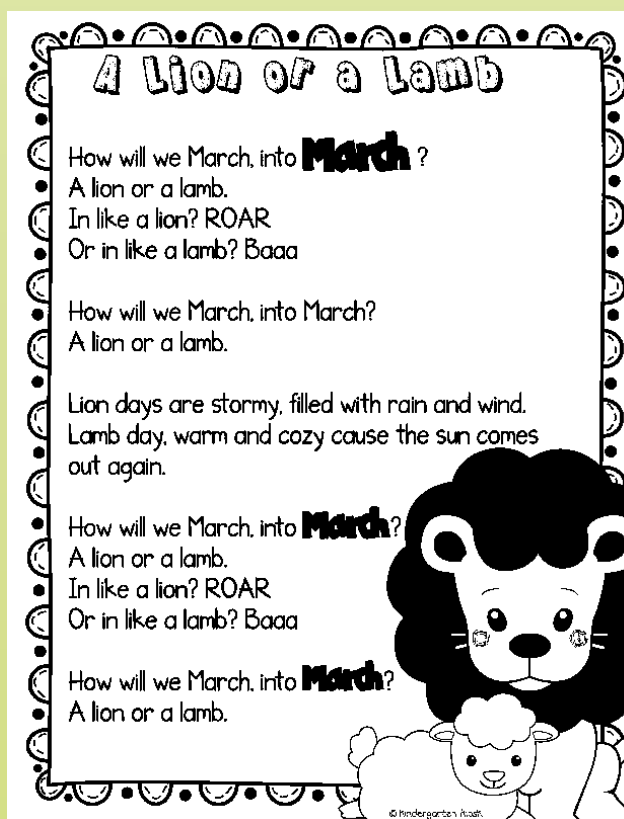 A Lion or a Lamb
How will we March, into March ?
A lion or a lamb.
In like a lion? ROAR
Or in like a lamb? Baaa
How will we March, into March?
A lion or a lamb.
Lion days are stormy, filled with rain and wind.
Lamb day, warm and cozy cause the sun comes
out again.
How will we March, into March?
A lion or a lamb.
In like a lion? ROAR
Or in like a lamb? Baaa
How will we March, into March?
A lion or a lamb.
© Kindergarten Kiosk